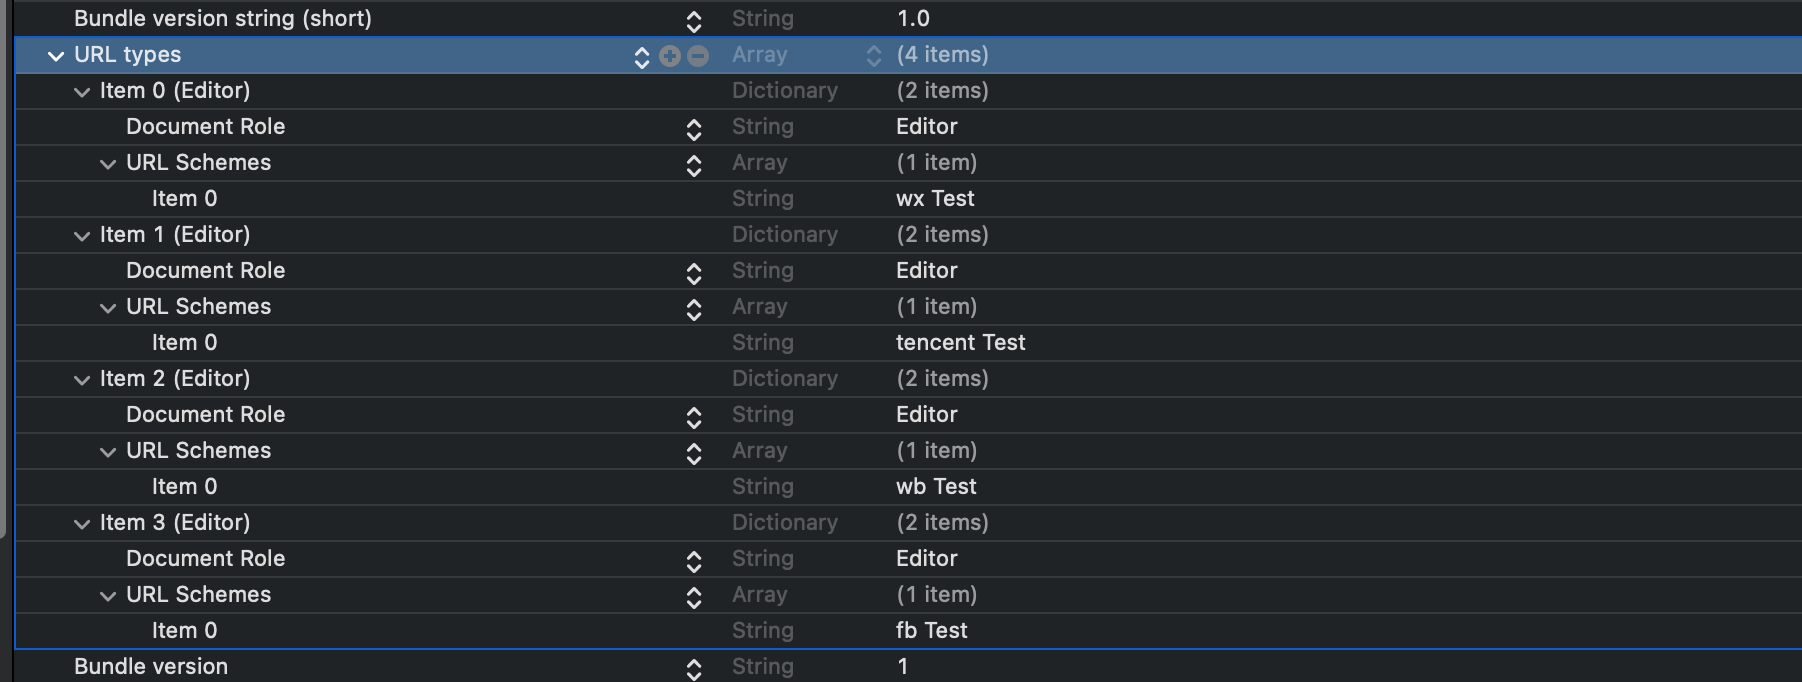 Bundle version string (short) String 1.0
URL types Array (4 items)
Item 0 (Editor) Dictionary (2 items)
Document Role String Editor
URL Schemes Array (1 item)
Item 0 String wx Test
Item 1 (Editor) Dictionary (2 items)
Document Role String Editor
URL Schemes Array (1 item)
Item 0 String tencent Test
Item 2 (Editor) Dictionary (2 items)
Document Role String Editor
URL Schemes Array (1 item)
Item 0 String wb Test
Item 3 (Editor) Dictionary (2 items)
Document Role String Editor
URL Schemes Array (1 item)
Item 0 String fb Test
Bundle version String 1